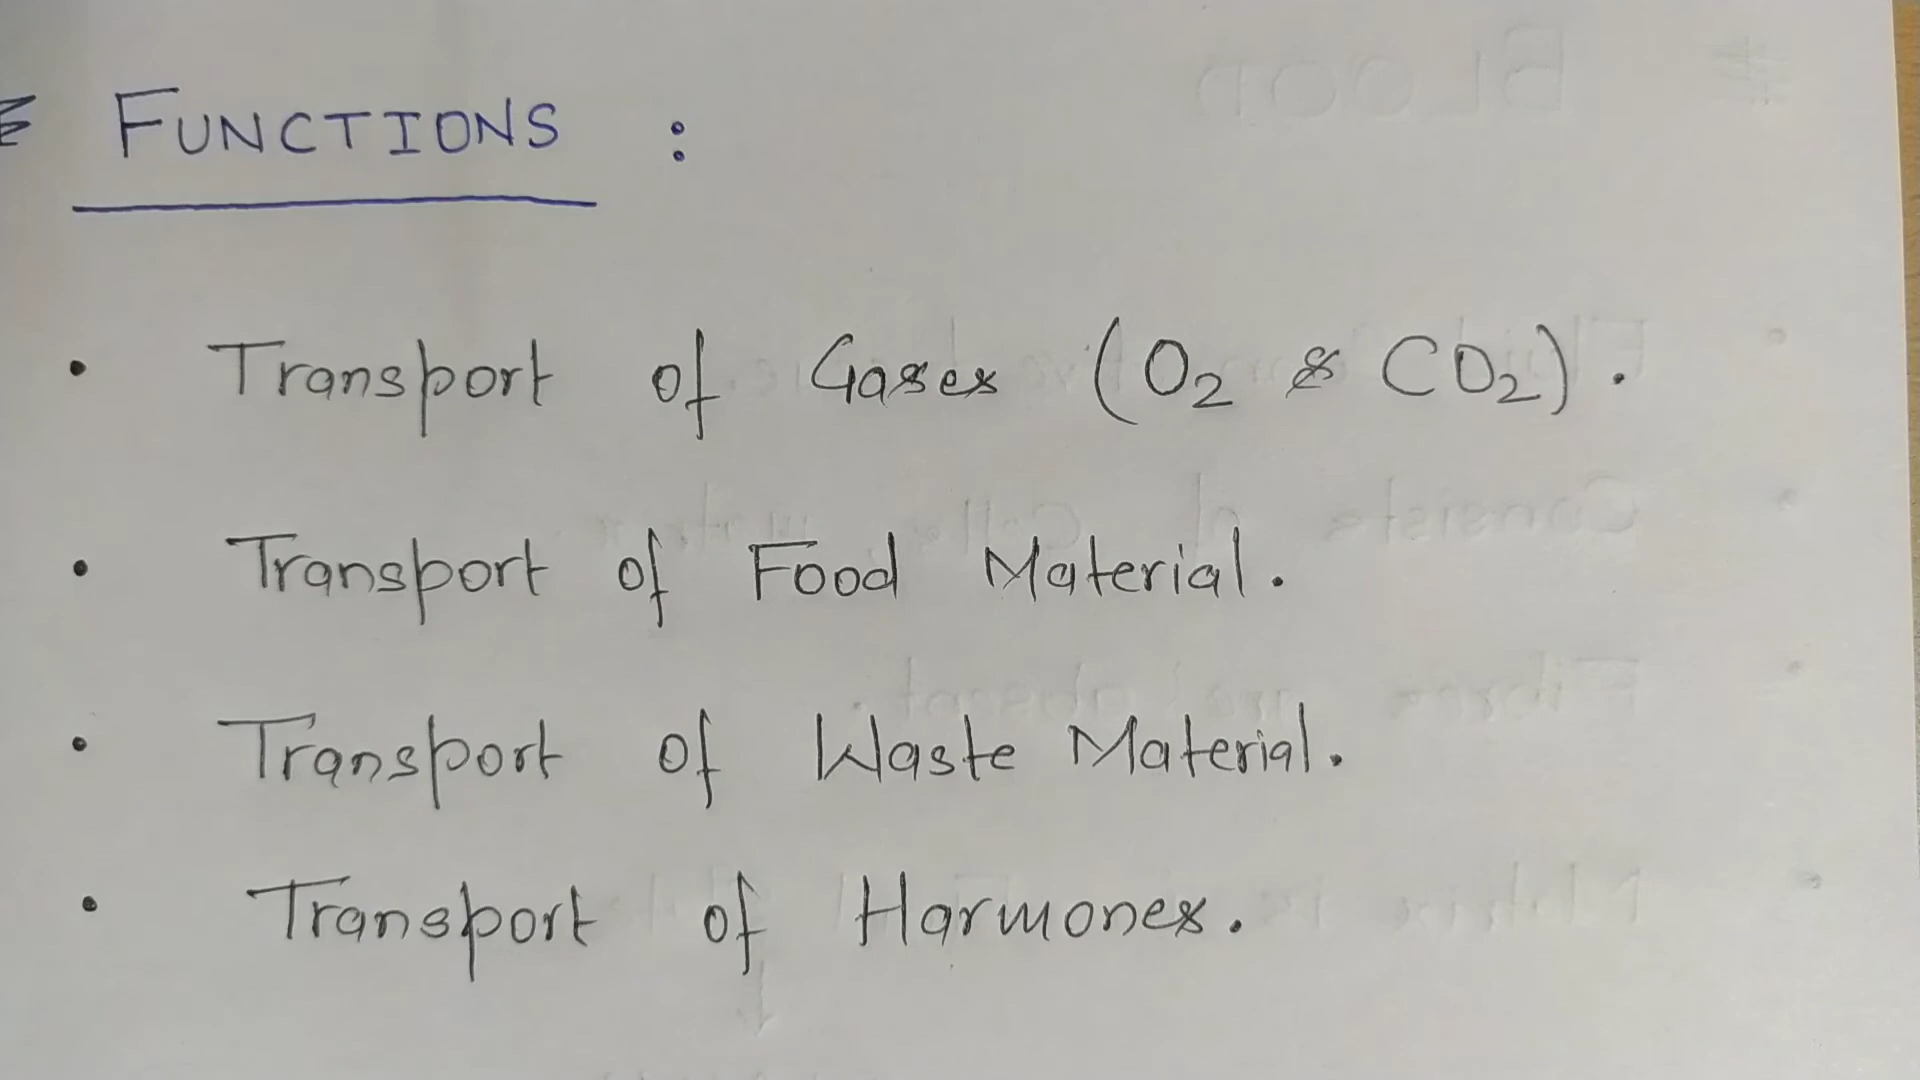 FUNCTIONS :
• Transport of Gases (O₂ & CO₂).
• Transport of Food Material.
• Transport of Waste Material.
• Transport of Harmones.